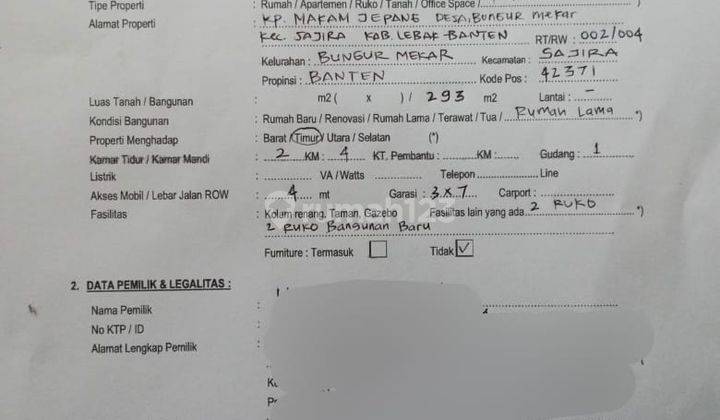 Tipe Properti : Rumah / Apartemen / Ruko / Tanah / Office Space / *)
Alamat Properti : KP. MAKAM JEPANG DESA, BUNGUR MEKAR
KEC. SAJIRA KAB. LEBAK - BANTEN RT/RW : 002/004
Kelurahan : BUNGUR MEKAR Kecamatan : SAJIRA
Propinsi : BANTEN Kode Pos : 42371
Luas Tanah / Bangunan : m2 ( x ) / 293 m2 Lantai : -
Kondisi Bangunan : Rumah Baru / Renovasi / Rumah Lama / Terawat / Tua / Rumah Lama *)
Properti Menghadap : Barat / Timur / Utara / Selatan (*)
Kamar Tidur / Kamar Mandi : 2 KM : 4 KT. Pembantu : KM : Gudang : 1
Listrik : VA / Watts Telepon Line
Akses Mobil / Lebar Jalan ROW : 4 mt Garasi : 3x7 Carport :
Fasilitas : Kolam renang, Taman, Gazebo Fasilitas lain yang ada 2 RUKO *)
2 RUKO Bangunan Baru
rumah123
Furniture : Termasuk Tidak ✓
2. DATA PEMILIK & LEGALITAS :
Nama Pemilik :
No KTP / ID :
Alamat Lengkap Pemilik :